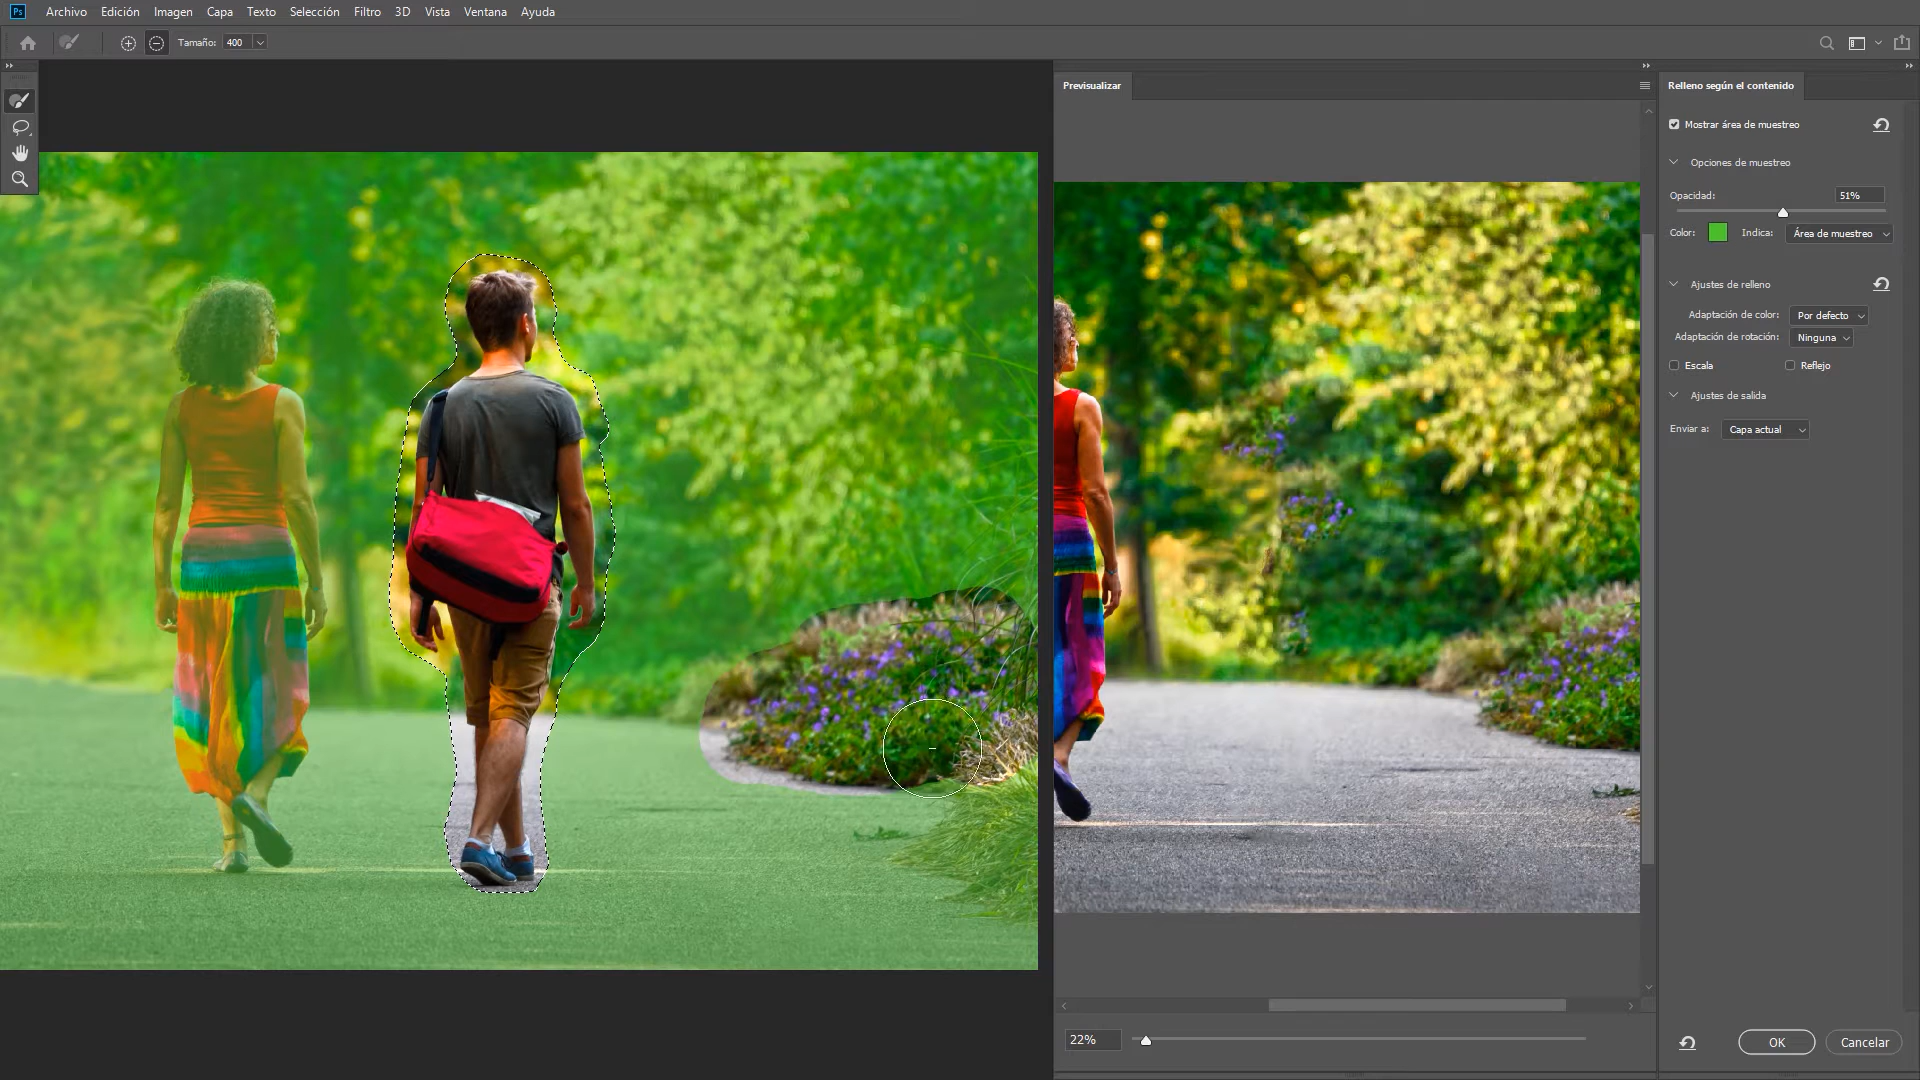 Ps Archivo Edición Imagen Capa Texto Selección Filtro 3D Vista Ventana Ayuda
Tamaño: 400
Previsualizar
Relleno según el contenido
Mostrar área de muestreo
Opciones de muestreo
Opacidad: 51%
Color: Indica: Área de muestreo
Ajustes de relleno
Adaptación de color: Por defecto
Adaptación de rotación: Ninguna
Escala Reflejo
Ajustes de salida
Enviar a: Capa actual
22%
OK Cancelar